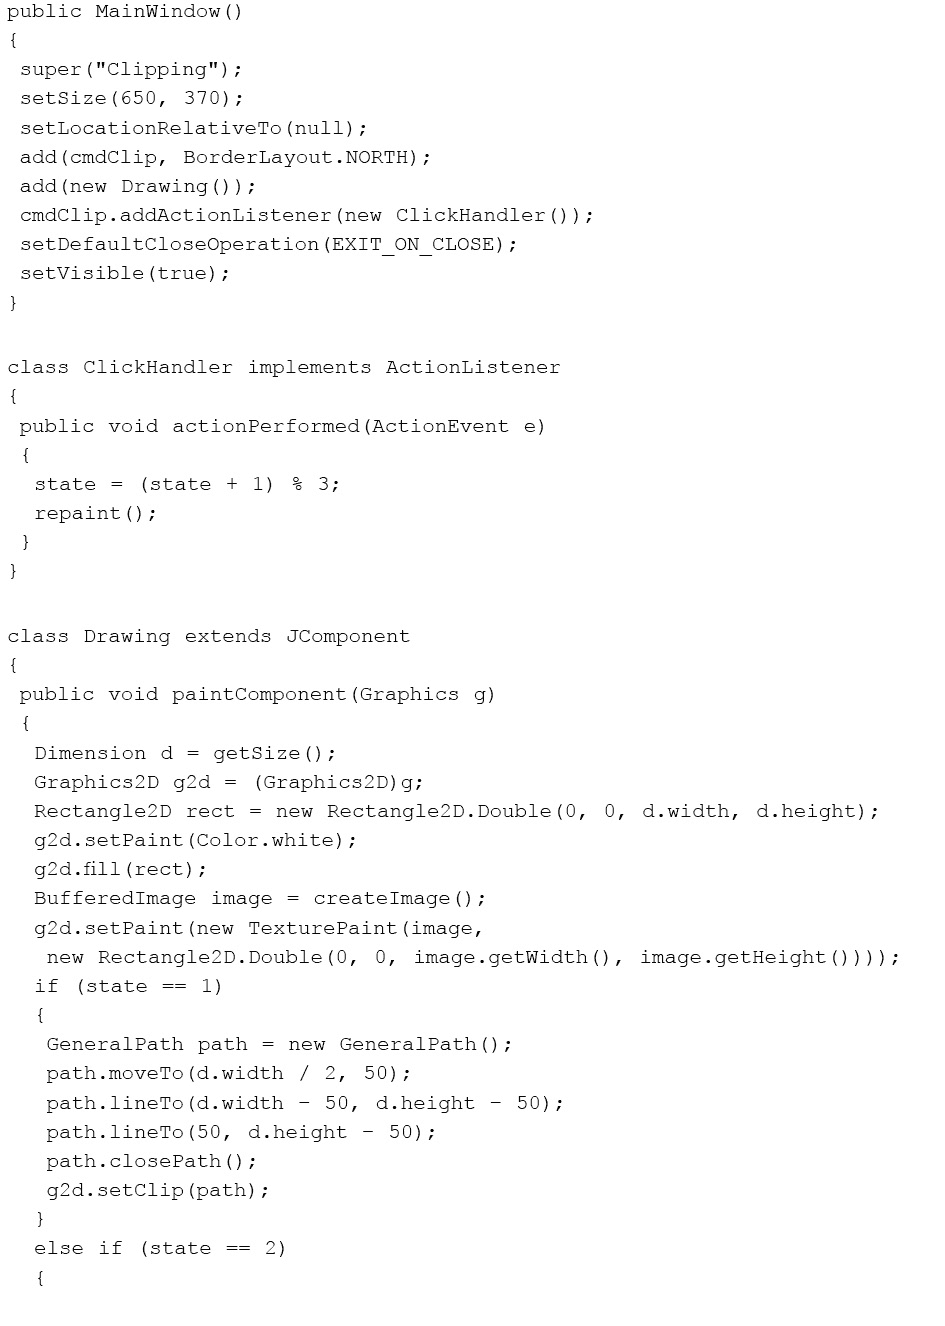 public MainWindow()
{
 super("Clipping");
 setSize(650, 370);
 setLocationRelativeTo(null);
 add(cmdClip, BorderLayout.NORTH);
 add(new Drawing());
 cmdClip.addActionListener(new ClickHandler());
 setDefaultCloseOperation(EXIT_ON_CLOSE);
 setVisible(true);
}

class ClickHandler implements ActionListener
{
 public void actionPerformed(ActionEvent e)
 {
  state = (state + 1) % 3;
  repaint();
 }
}

class Drawing extends JComponent
{
 public void paintComponent(Graphics g)
 {
  Dimension d = getSize();
  Graphics2D g2d = (Graphics2D)g;
  Rectangle2D rect = new Rectangle2D.Double(0, 0, d.width, d.height);
  g2d.setPaint(Color.white);
  g2d.fill(rect);
  BufferedImage image = createImage();
  g2d.setPaint(new TexturePaint(image,
   new Rectangle2D.Double(0, 0, image.getWidth(), image.getHeight())));
  if (state == 1)
  {
   GeneralPath path = new GeneralPath();
   path.moveTo(d.width / 2, 50);
   path.lineTo(d.width – 50, d.height – 50);
   path.lineTo(50, d.height – 50);
   path.closePath();
   g2d.setClip(path);
  }
  else if (state == 2)
  {